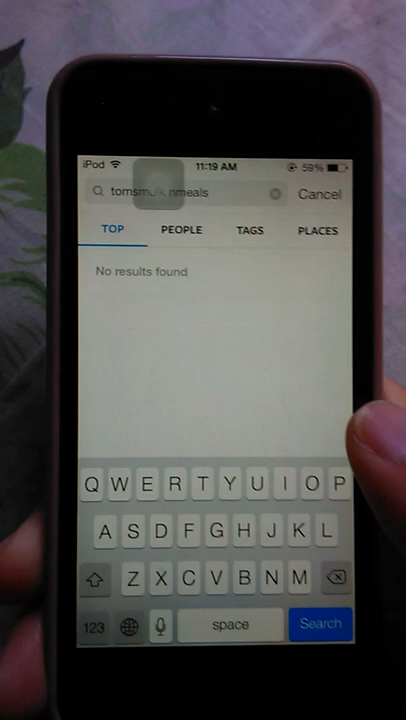 iPod 11:19 AM 59%
Cancel
TOP PEOPLE TAGS PLACES
No results found
Q W E R T Y U I O P
A S D F G H J K L
Z X C V B N M
123 space Search